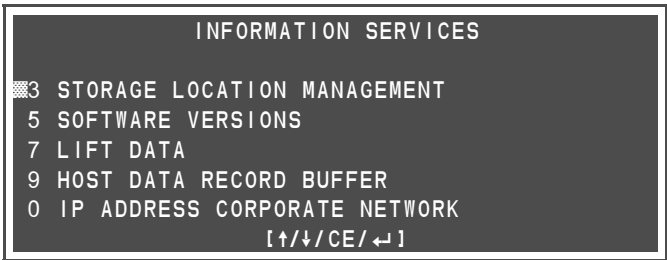 INFORMATION SERVICES
3 STORAGE LOCATION MANAGEMENT
5 SOFTWARE VERSIONS
7 LIFT DATA
9 HOST DATA RECORD BUFFER
0 IP ADDRESS CORPORATE NETWORK
[↑/↓/CE/↵]